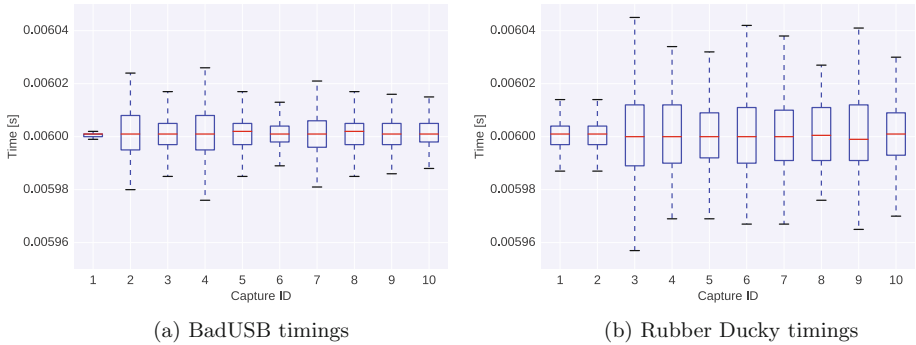 0.00604
0.00602
0.00600
0.00598
0.00596
Time [s]
1 2 3 4 5 6 7 8 9 10
Capture ID
(a) BadUSB timings
0.00604
0.00602
0.00600
0.00598
0.00596
Time [s]
1 2 3 4 5 6 7 8 9 10
Capture ID
(b) Rubber Ducky timings